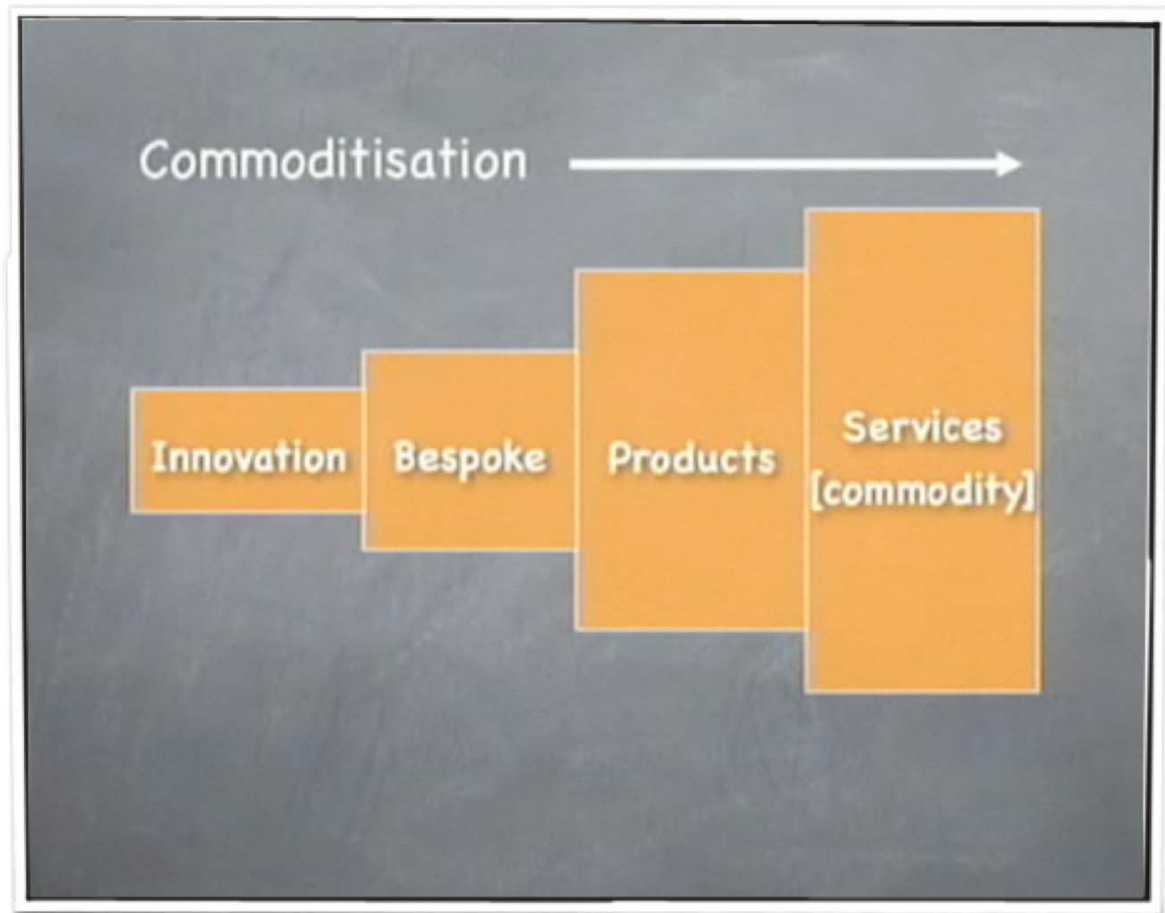 Commoditisation
Innovation
Bespoke
Products
Services
[commodity]